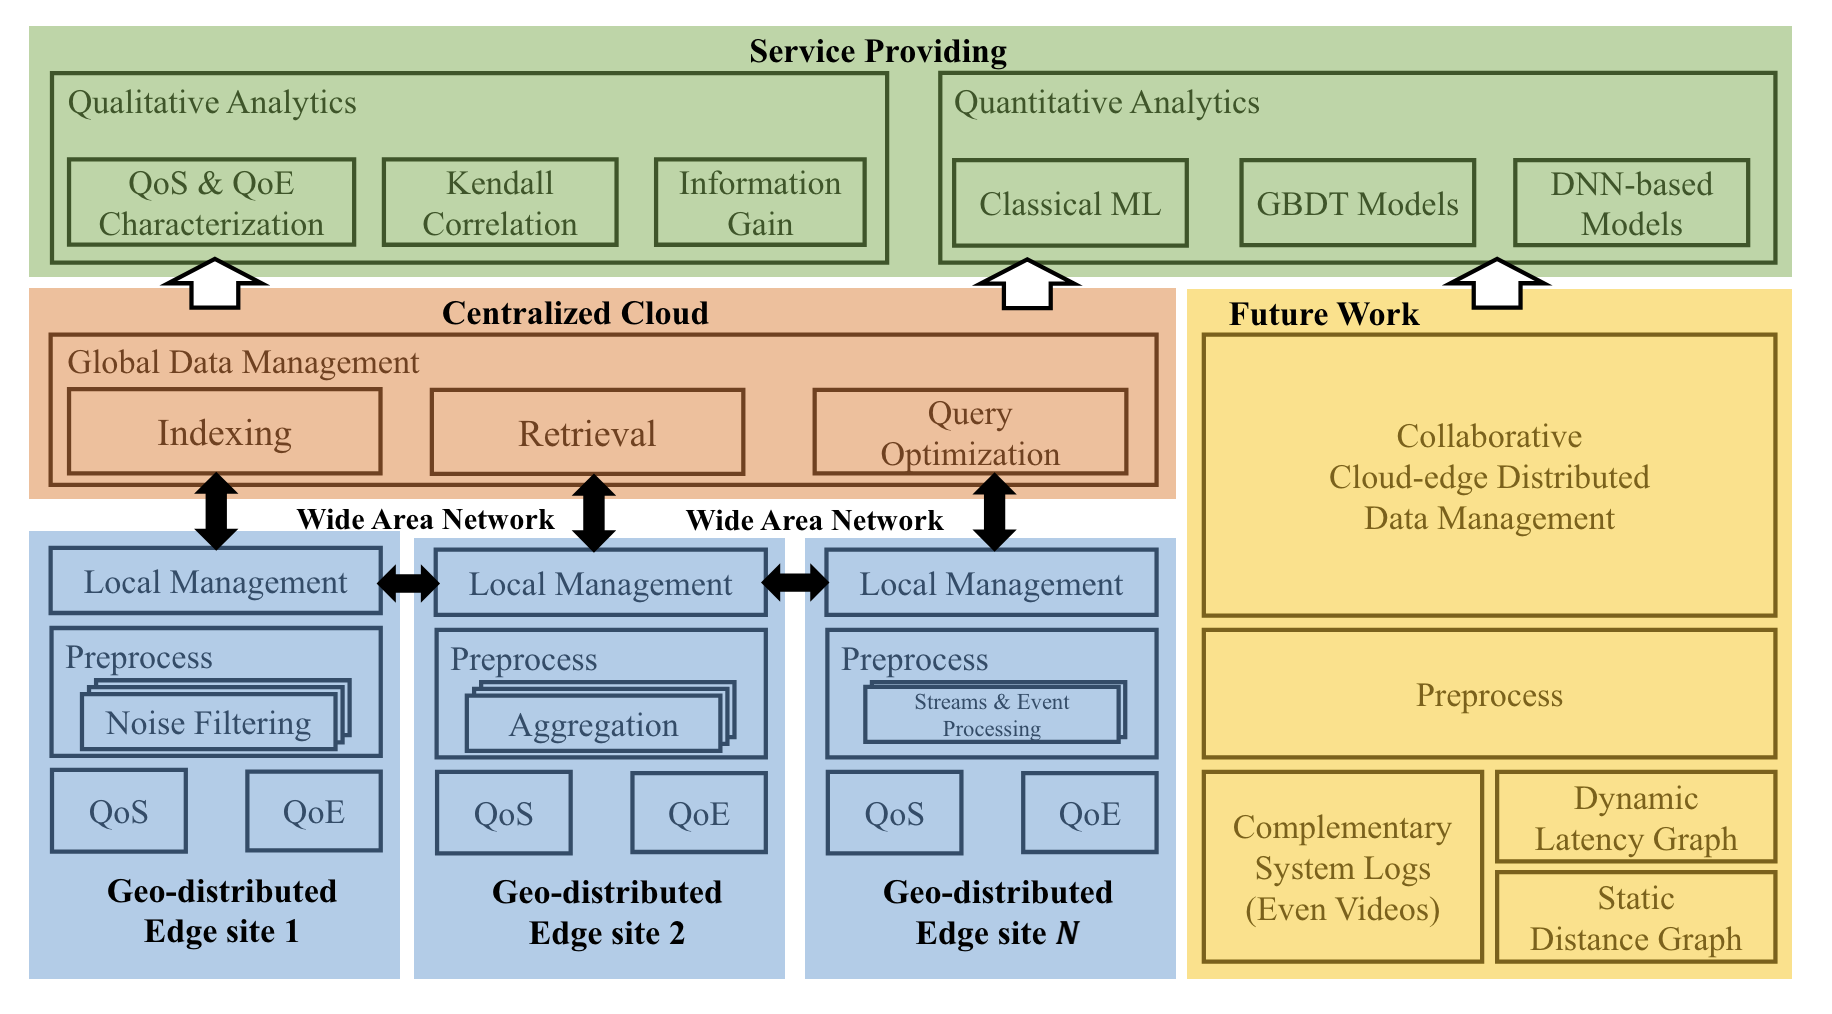 Service Providing
Qualitative Analytics
QoS & QoE
Characterization
Kendall
Correlation
Information
Gain
Quantitative Analytics
Classical ML
GBDT Models
DNN-based
Models
Centralized Cloud
Global Data Management
Indexing
Retrieval
Query
Optimization
Wide Area Network
Wide Area Network
Local Management
Preprocess
Noise Filtering
QoS
QoE
Geo-distributed
Edge site 1
Local Management
Preprocess
Aggregation
QoS
QoE
Geo-distributed
Edge site 2
Local Management
Preprocess
Streams & Event
Processing
QoS
QoE
Geo-distributed
Edge site N
Future Work
Collaborative
Cloud-edge Distributed
Data Management
Preprocess
Complementary
System Logs
(Even Videos)
Dynamic
Latency Graph
Static
Distance Graph